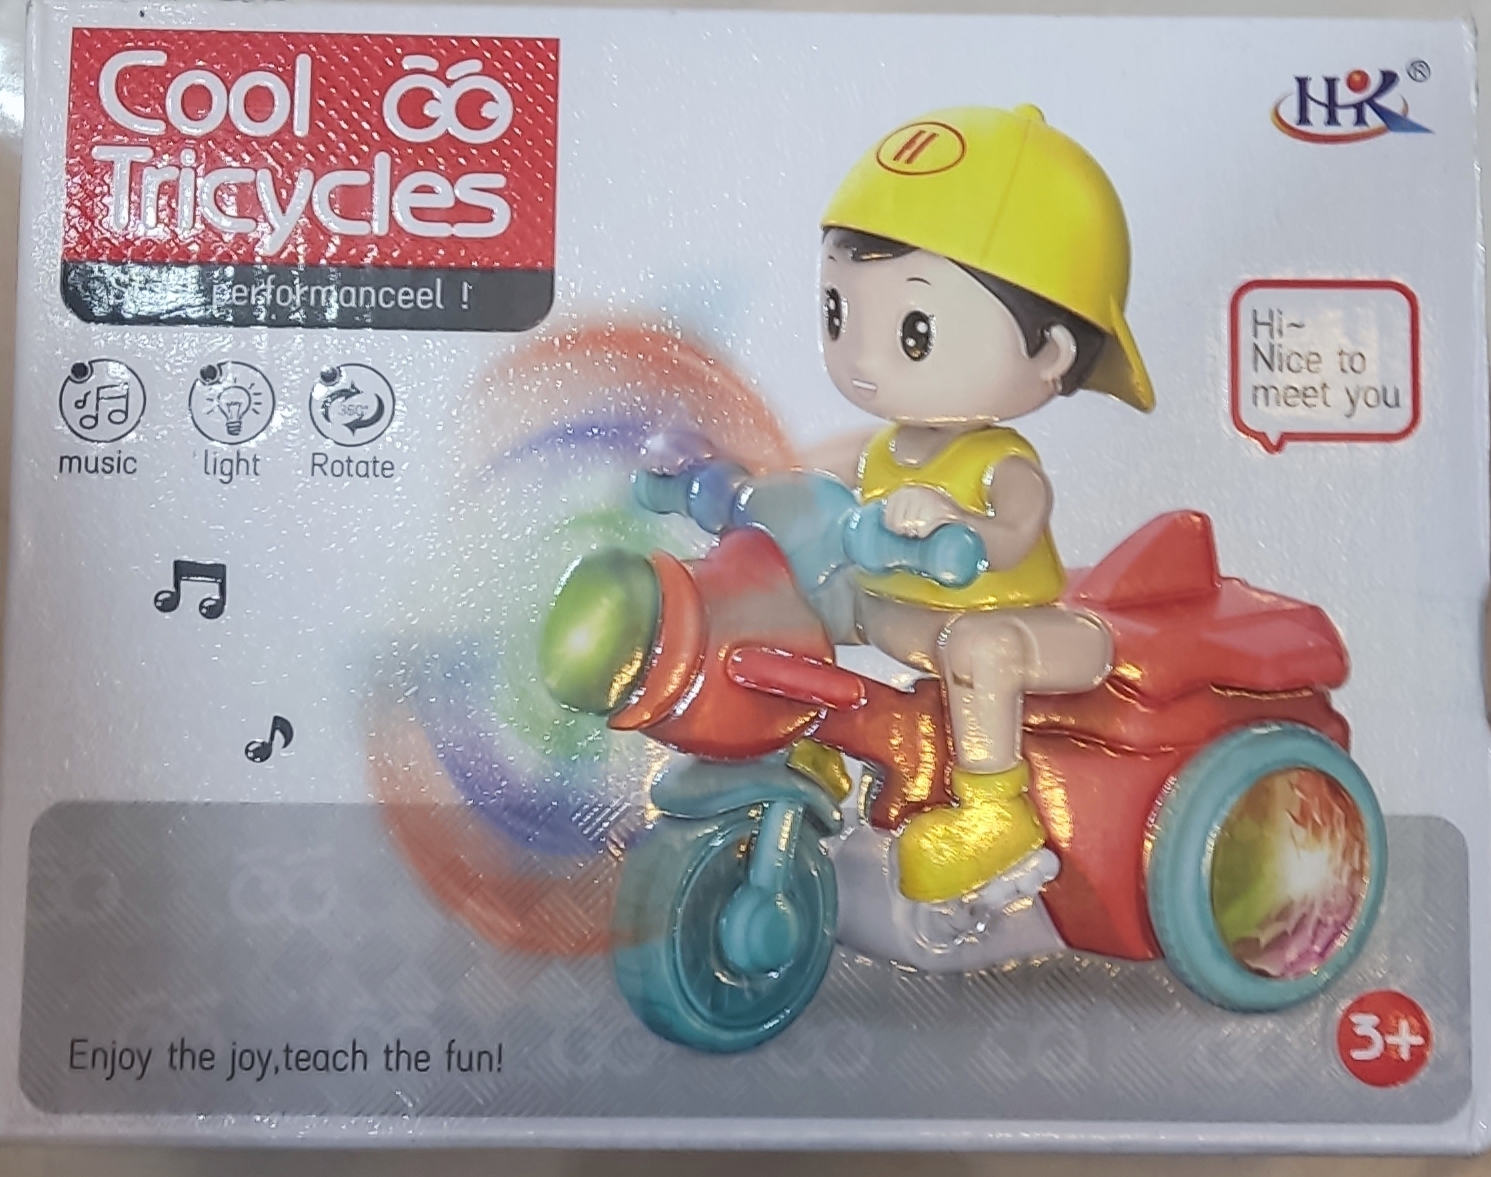 Cool
Tricycles
performanceel !
music
light
Rotate
360°
HK®
H
Hi~
Nice to
meet you
Enjoy the joy,teach the fun!
3+